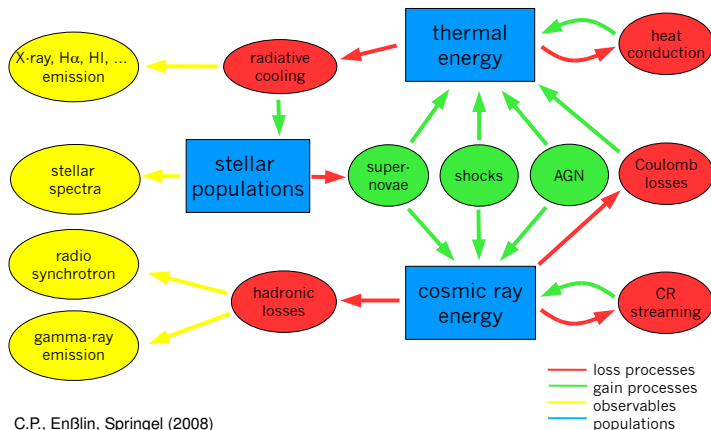 X-ray, Hα, HI, ...
emission
radiative
cooling
thermal
energy
heat
conduction
stellar
spectra
stellar
populations
super-
novae
shocks
AGN
Coulomb
losses
radio
synchrotron
gamma-ray
emission
hadronic
losses
cosmic ray
energy
CR
streaming
loss processes
gain processes
observables
populations
C.P., Enßlin, Springel (2008)